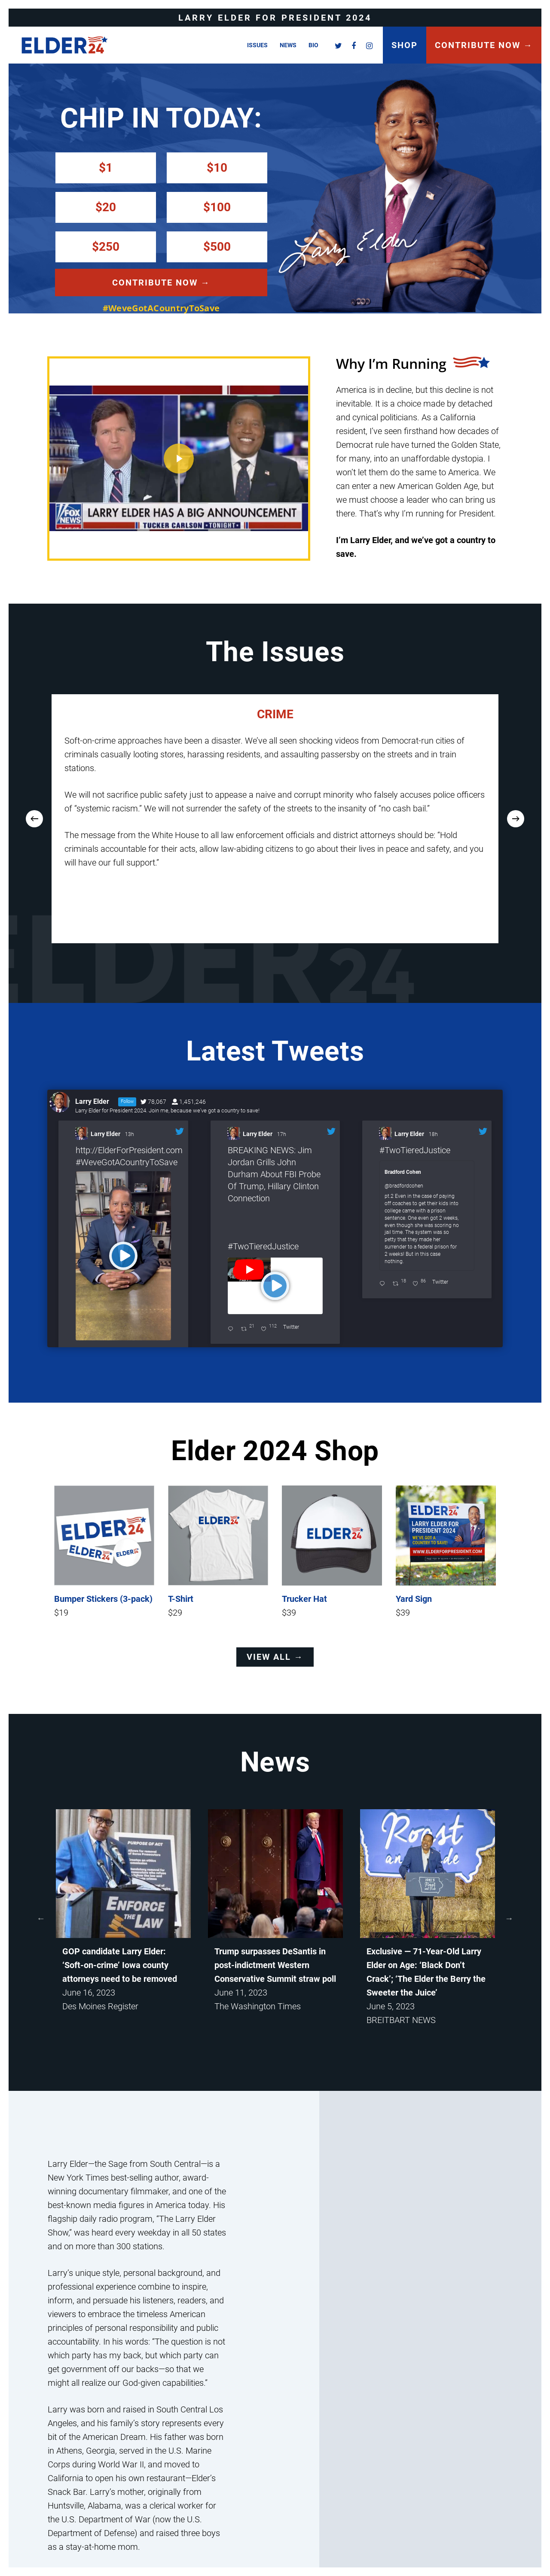 LARRY ELDER FOR PRESIDENT 2024
ELDER24
ISSUES NEWS BIO
SHOP
CONTRIBUTE NOW →
CHIP IN TODAY:
$1 $10
$20 $100
$250 $500
CONTRIBUTE NOW →
#WeveGotACountryToSave
Larry Elder
FOX NEWS
LARRY ELDER HAS A BIG ANNOUNCEMENT
TUCKER CARLSON TONIGHT
Why I'm Running
America is in decline, but this decline is not
inevitable. It is a choice made by detached
and cynical politicians. As a California
resident, I've seen firsthand how decades of
Democrat rule have turned the Golden State,
for many, into an unaffordable dystopia. I
won't let them do the same to America. We
can enter a new American Golden Age, but
we must choose a leader who can bring us
there. That's why I'm running for President.
I'm Larry Elder, and we've got a country to
save.
The Issues
CRIME
Soft-on-crime approaches have been a disaster. We've all seen shocking videos from Democrat-run cities of
criminals casually looting stores, harassing residents, and assaulting passersby on the streets and in train
stations.
We will not sacrifice public safety just to appease a naive and corrupt minority who falsely accuses police officers
of “systemic racism.” We will not surrender the safety of the streets to the insanity of “no cash bail.”
The message from the White House to all law enforcement officials and district attorneys should be: “Hold
criminals accountable for their acts, allow law-abiding citizens to go about their lives in peace and safety, and you
will have our full support.”
ELDER24
Latest Tweets
Larry Elder Follow 78,067 1,451,246
Larry Elder for President 2024. Join me, because we've got a country to save!
Larry Elder 13h
http://ElderForPresident.com
#WeveGotACountryToSave
Larry Elder 17h
BREAKING NEWS: Jim
Jordan Grills John
Durham About FBI Probe
Of Trump, Hillary Clinton
Connection
#TwoTieredJustice
21 112 Twitter
Larry Elder 18h
#TwoTieredJustice
Bradford Cohen
@bradfordcohen
pt.2 Even in the case of paying
off coaches to get their kids into
college came with a prison
sentence. One even got 2 weeks,
even though she was scoring no
jail time. The system was so
petty that they made her
surrender to a federal prison for
2 weeks! But in this case
nothing.
18 86 Twitter
Elder 2024 Shop
ELDER24
ELDER24
ELDER24
ELDER24
ELDER24
ELDER24
LARRY ELDER FOR
PRESIDENT 2024
WE'VE GOT A
COUNTRY TO SAVE!
WWW.ELDERFORPRESIDENT.COM
Bumper Stickers (3-pack)
$19
T-Shirt
$29
Trucker Hat
$39
Yard Sign
$39
VIEW ALL →
News
PURPOSE OF ACT
ENFORCE
THE LAW
Roast
and Ride
GOP candidate Larry Elder:
‘Soft-on-crime’ Iowa county
attorneys need to be removed
June 16, 2023
Des Moines Register
Trump surpasses DeSantis in
post-indictment Western
Conservative Summit straw poll
June 11, 2023
The Washington Times
Exclusive — 71-Year-Old Larry
Elder on Age: ‘Black Don't
Crack’; ‘The Elder the Berry the
Sweeter the Juice’
June 5, 2023
BREITBART NEWS
Larry Elder—the Sage from South Central—is a
New York Times best-selling author, award-
winning documentary filmmaker, and one of the
best-known media figures in America today. His
flagship daily radio program, “The Larry Elder
Show,” was heard every weekday in all 50 states
and on more than 300 stations.
Larry's unique style, personal background, and
professional experience combine to inspire,
inform, and persuade his listeners, readers, and
viewers to embrace the timeless American
principles of personal responsibility and public
accountability. In his words: “The question is not
which party has my back, but which party can
get government off our backs—so that we
might all realize our God-given capabilities.”
Larry was born and raised in South Central Los
Angeles, and his family's story represents every
bit of the American Dream. His father was born
in Athens, Georgia, served in the U.S. Marine
Corps during World War II, and moved to
California to open his own restaurant—Elder's
Snack Bar. Larry's mother, originally from
Huntsville, Alabama, was a clerical worker for
the U.S. Department of War (now the U.S.
Department of Defense) and raised three boys
as a stay-at-home mom.